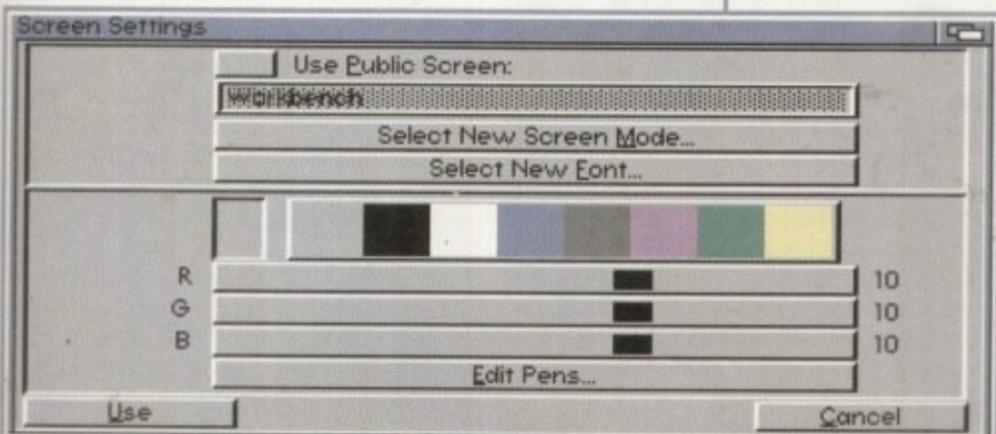 Screen Settings
Use Public Screen:
Workbench
Select New Screen Mode...
Select New Font...
R 10
G 10
B 10
Edit Pens...
Use Cancel